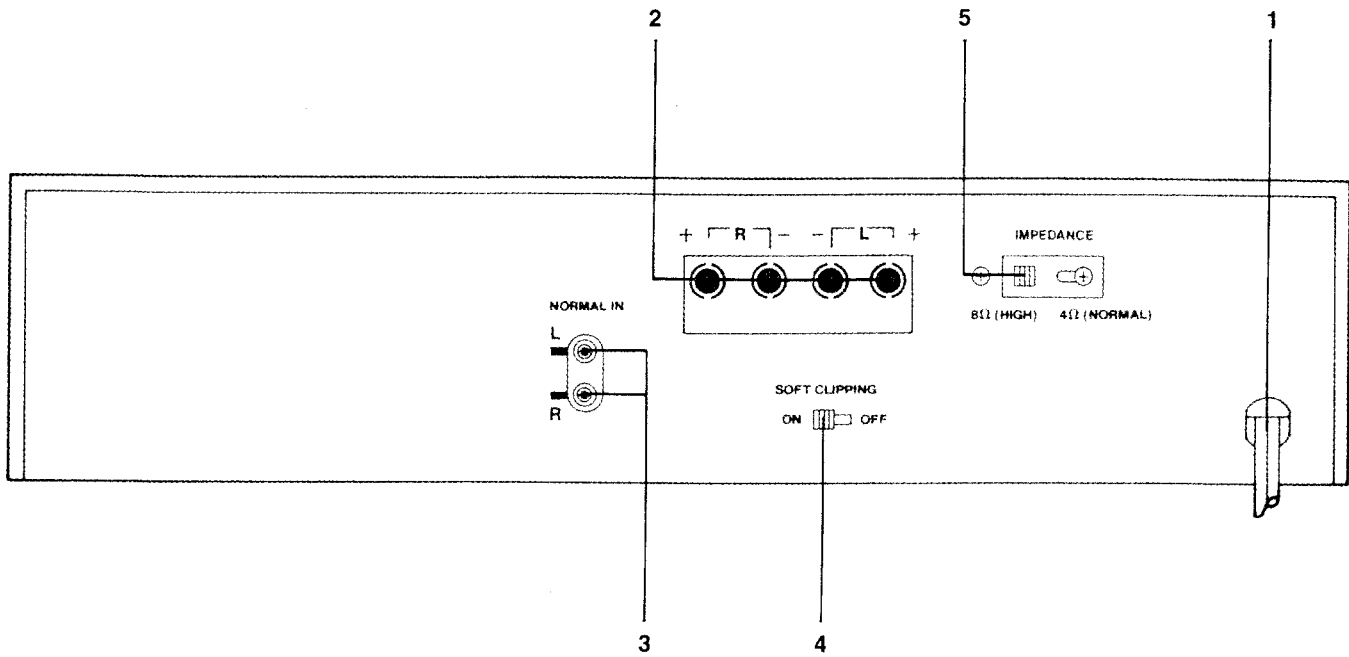 2 5 1
+ R - - L +
IMPEDANCE
8Ω (HIGH) 4Ω (NORMAL)
NORMAL IN
L
R
SOFT CLIPPING
ON OFF
3 4